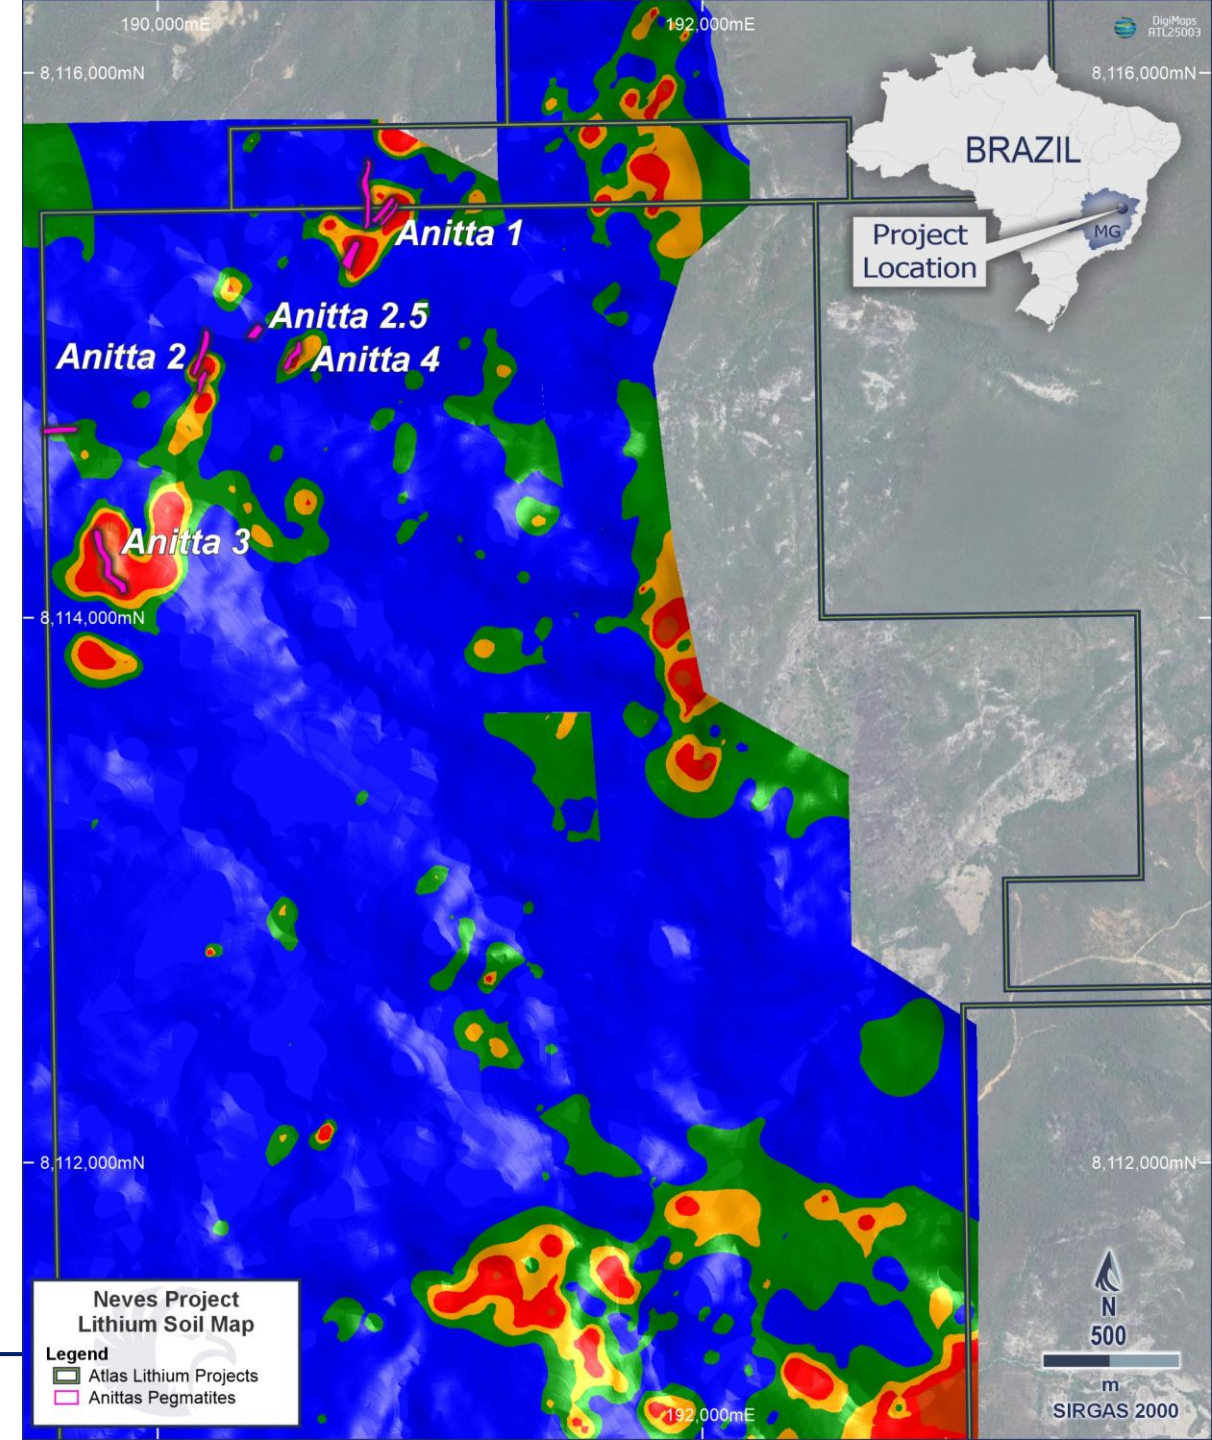 190,000mE
192,000mE
DigiMaps
ATL25003
8,116,000mN
8,116,000mN
BRAZIL
Project
Location
MG
Anitta 1
Anitta 2.5
Anitta 2
Anitta 4
Anitta 3
8,114,000mN
8,112,000mN
8,112,000mN
Neves Project
Lithium Soil Map
Legend
Atlas Lithium Projects
Anittas Pegmatites
N
500
m
SIRGAS 2000
192,000mE